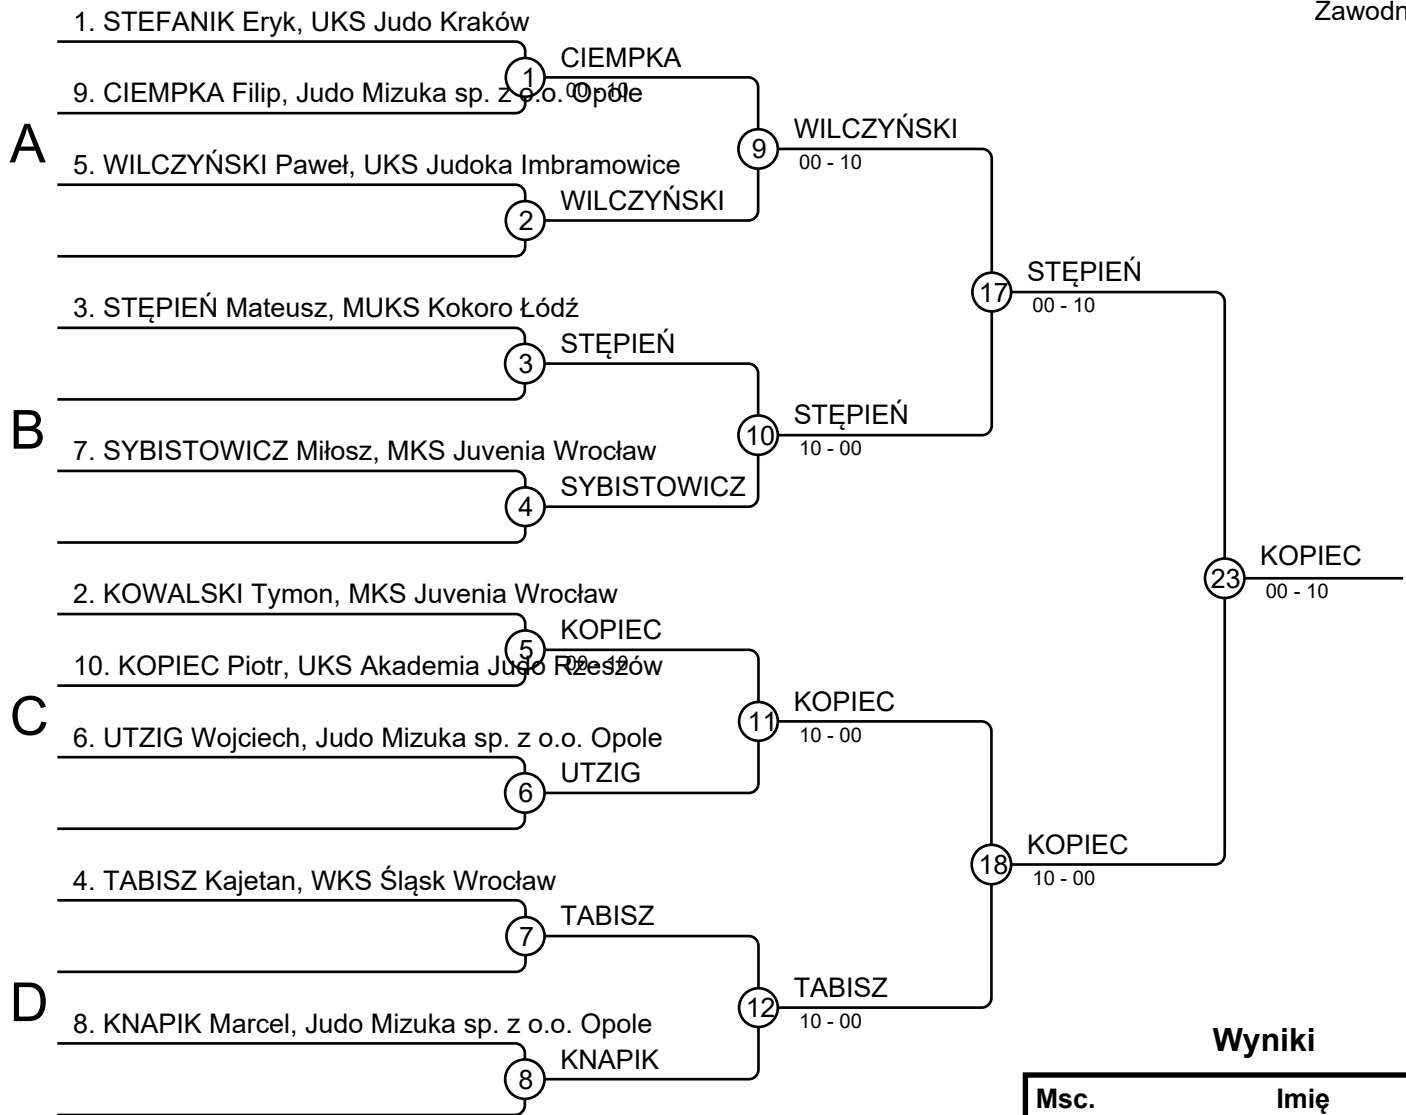 Zawodn
1. STEFANIK Eryk, UKS Judo Kraków
1
CIEMPKA
00 - 10
9. CIEMPKA Filip, Judo Mizuka sp. z o.o. Opole
A
9
WILCZYŃSKI
00 - 10
5. WILCZYŃSKI Paweł, UKS Judoka Imbramowice
2
WILCZYŃSKI
17
STĘPIEŃ
00 - 10
3. STĘPIEŃ Mateusz, MUKS Kokoro Łódź
3
STĘPIEŃ
B
10
STĘPIEŃ
10 - 00
7. SYBISTOWICZ Miłosz, MKS Juvenia Wrocław
4
SYBISTOWICZ
23
KOPIEC
00 - 10
2. KOWALSKI Tymon, MKS Juvenia Wrocław
5
KOPIEC
00 - 10
10. KOPIEC Piotr, UKS Akademia Judo Rzeszów
C
11
KOPIEC
10 - 00
6. UTZIG Wojciech, Judo Mizuka sp. z o.o. Opole
6
UTZIG
18
KOPIEC
10 - 00
4. TABISZ Kajetan, WKS Śląsk Wrocław
7
TABISZ
D
12
TABISZ
10 - 00
8. KNAPIK Marcel, Judo Mizuka sp. z o.o. Opole
8
KNAPIK
Wyniki
Msc. Imię